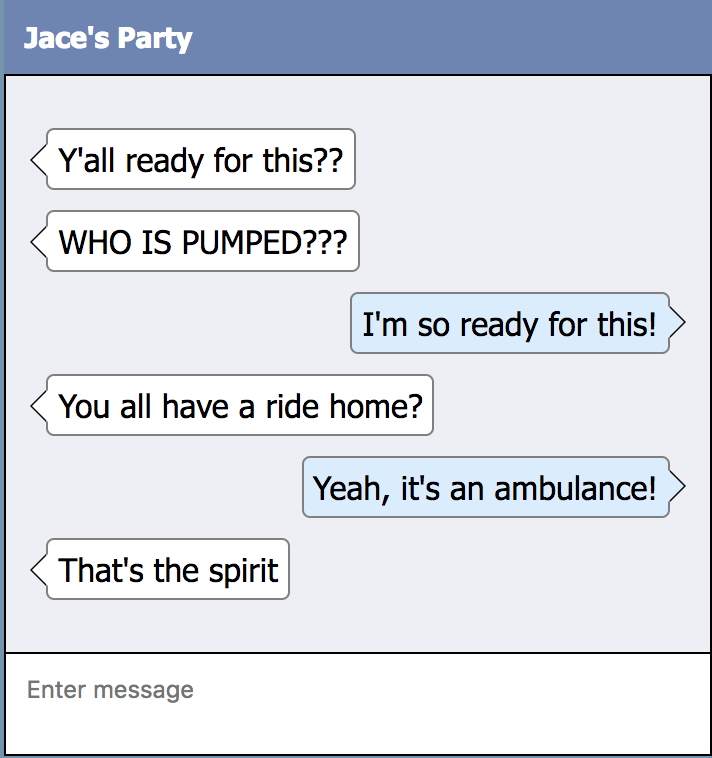 Jace's Party
Y'all ready for this??
WHO IS PUMPED???
I'm so ready for this!
You all have a ride home?
Yeah, it's an ambulance!
That's the spirit
Enter message